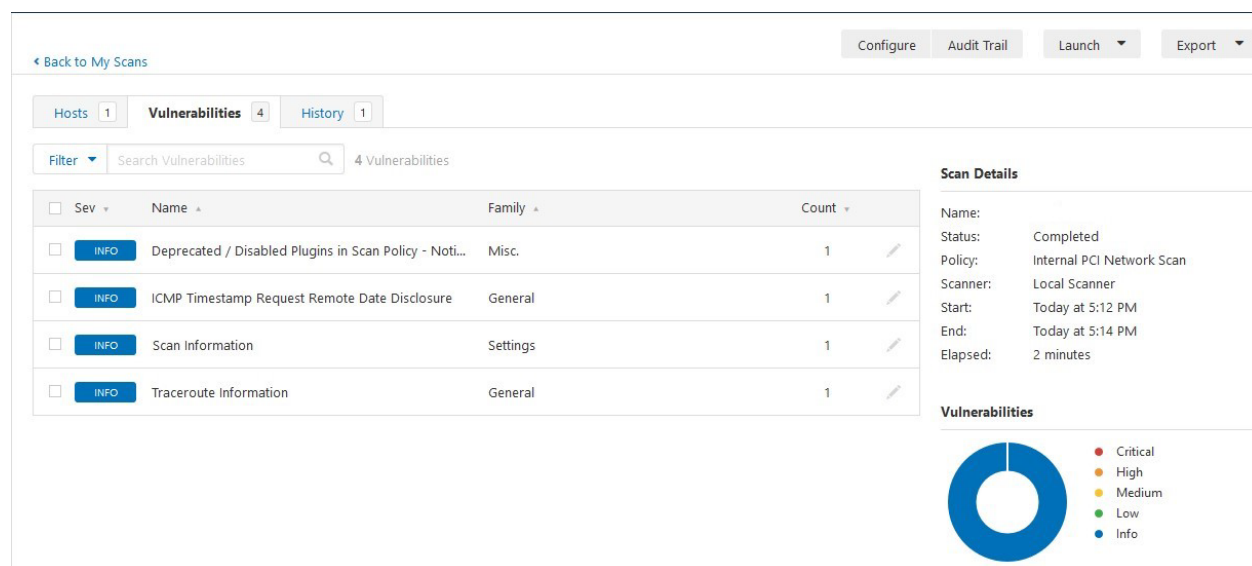 Configure Audit Trail Launch Export
Back to My Scans
Hosts 1 Vulnerabilities 4 History 1
Filter Search Vulnerabilities 4 Vulnerabilities
Sev Name Family Count
INFO Deprecated / Disabled Plugins in Scan Policy - Noti... Misc. 1
INFO ICMP Timestamp Request Remote Date Disclosure General 1
INFO Scan Information Settings 1
INFO Traceroute Information General 1
Scan Details
Name:
Status: Completed
Policy: Internal PCI Network Scan
Scanner: Local Scanner
Start: Today at 5:12 PM
End: Today at 5:14 PM
Elapsed: 2 minutes
Vulnerabilities
Critical
High
Medium
Low
Info